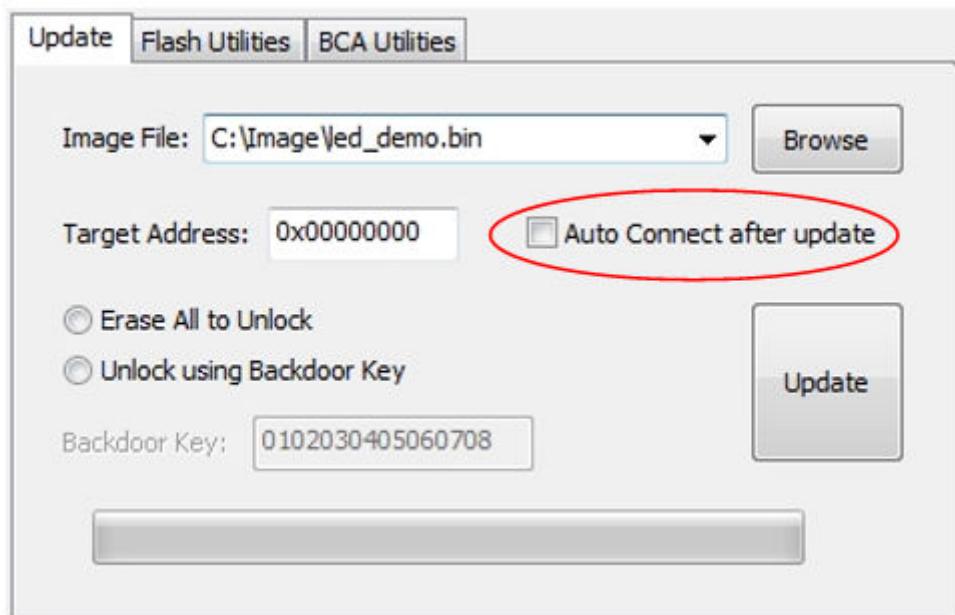 Update Flash Utilities BCA Utilities
Image File: C:\Image\led_demo.bin Browse
Target Address: 0x00000000 Auto Connect after update
Erase All to Unlock
Unlock using Backdoor Key
Update
Backdoor Key: 0102030405060708